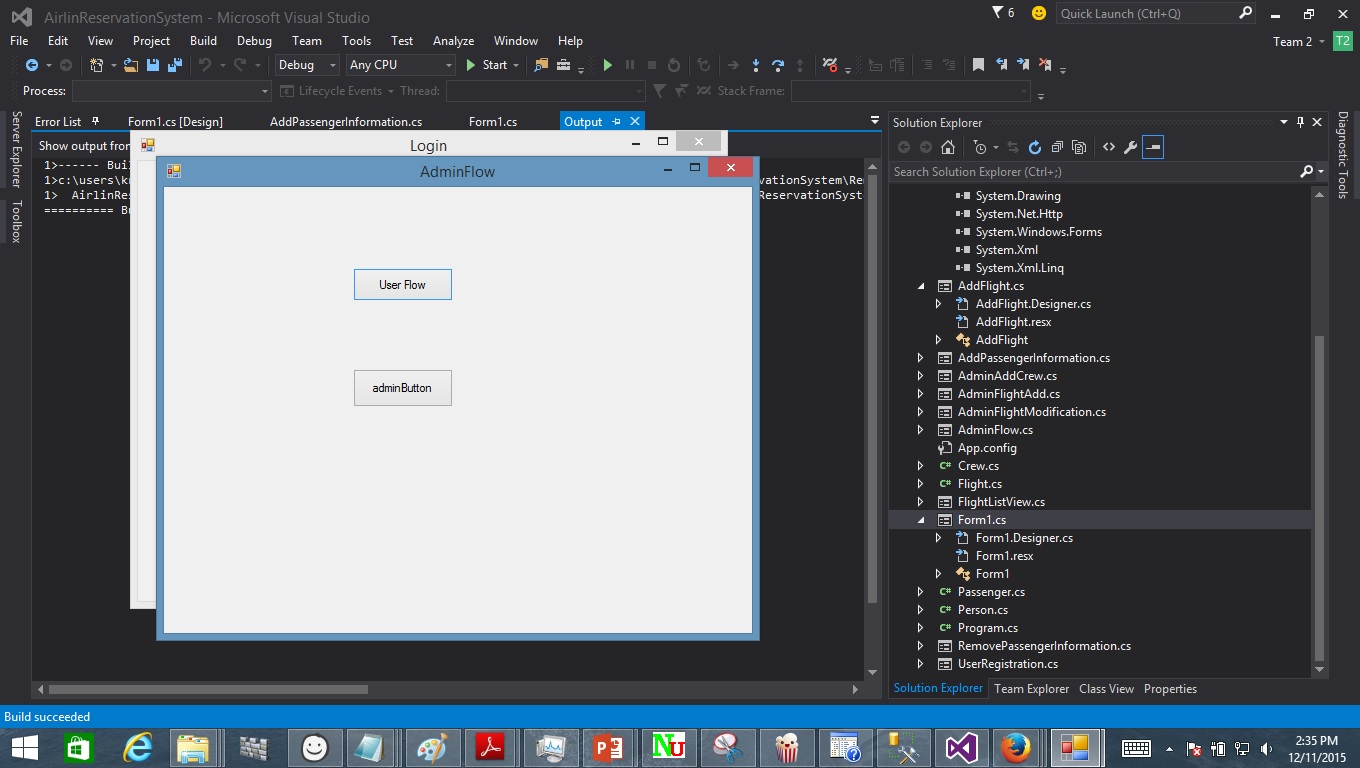 AirlinReservationSystem - Microsoft Visual Studio
6
Quick Launch (Ctrl+Q)
File Edit View Project Build Debug Team Tools Test Analyze Window Help
Team 2
T2
Debug
Any CPU
Start
Process:
Lifecycle Events
Thread:
Stack Frame:
Server Explorer
Toolbox
Error List
Form1.cs [Design]
AddPassengerInformation.cs
Form1.cs
Output
Show output from
1>------ Buil
1>c:\users\k
1> AirlinRes
========== Bu
rvationSystem\Re
ReservationSyst
Login
AdminFlow
User Flow
adminButton
Solution Explorer
Search Solution Explorer (Ctrl+;)
System.Drawing
System.Net.Http
System.Windows.Forms
System.Xml
System.Xml.Linq
AddFlight.cs
AddFlight.Designer.cs
AddFlight.resx
AddFlight
AddPassengerInformation.cs
AdminAddCrew.cs
AdminFlightAdd.cs
AdminFlightModification.cs
AdminFlow.cs
App.config
C# Crew.cs
C# Flight.cs
FlightListView.cs
Form1.cs
Form1.Designer.cs
Form1.resx
Form1
C# Passenger.cs
C# Person.cs
C# Program.cs
RemovePassengerInformation.cs
UserRegistration.cs
Solution Explorer Team Explorer Class View Properties
Diagnostic Tools
Build succeeded
Nu
2:35 PM
12/11/2015